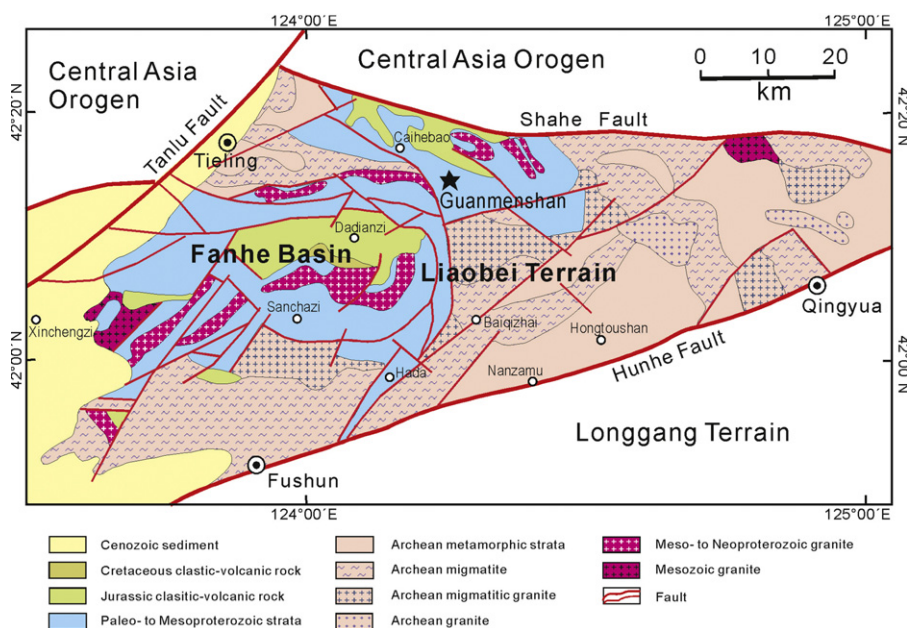 124°00´E
125°00´E
Central Asia
Orogen
Central Asia Orogen
0 10 20
km
42°20´N
42°20´N
Tanlu Fault
Tieling
Caihebao
Shahe Fault
Guanmenshan
Dadianzi
Fanhe Basin
Liaobei Terrain
Sanchazi
Xinchengzi
Baiqizhai
Hongtoushan
Qingyua
42°00´N
42°00´N
Hada
Nanzamu
Hunhe Fault
Longgang Terrain
Fushun
124°00´E
125°00´E
Cenozoic sediment
Cretaceous clastic-volcanic rock
Jurassic clasitic-volcanic rock
Paleo- to Mesoproterozoic strata
Archean metamorphic strata
Archean migmatite
Archean migmatitic granite
Archean granite
Meso- to Neoproterozoic granite
Mesozoic granite
Fault